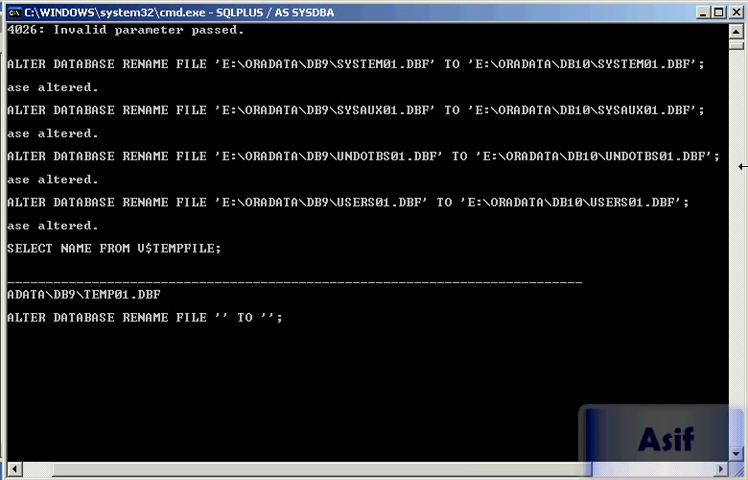 C:\WINDOWS\system32\cmd.exe - SQLPLUS / AS SYSDBA
4026: Invalid parameter passed.
ALTER DATABASE RENAME FILE 'E:\ORADATA\DB9\SYSTEM01.DBF' TO 'E:\ORADATA\DB10\SYSTEM01.DBF';
ase altered.
ALTER DATABASE RENAME FILE 'E:\ORADATA\DB9\SYSAUX01.DBF' TO 'E:\ORADATA\DB10\SYSAUX01.DBF';
ase altered.
ALTER DATABASE RENAME FILE 'E:\ORADATA\DB9\UNDOTBS01.DBF' TO 'E:\ORADATA\DB10\UNDOTBS01.DBF';
ase altered.
ALTER DATABASE RENAME FILE 'E:\ORADATA\DB9\USERS01.DBF' TO 'E:\ORADATA\DB10\USERS01.DBF';
ase altered.
SELECT NAME FROM V$TEMPFILE;
ADATA\DB9\TEMP01.DBF
ALTER DATABASE RENAME FILE '' TO '';
Asif